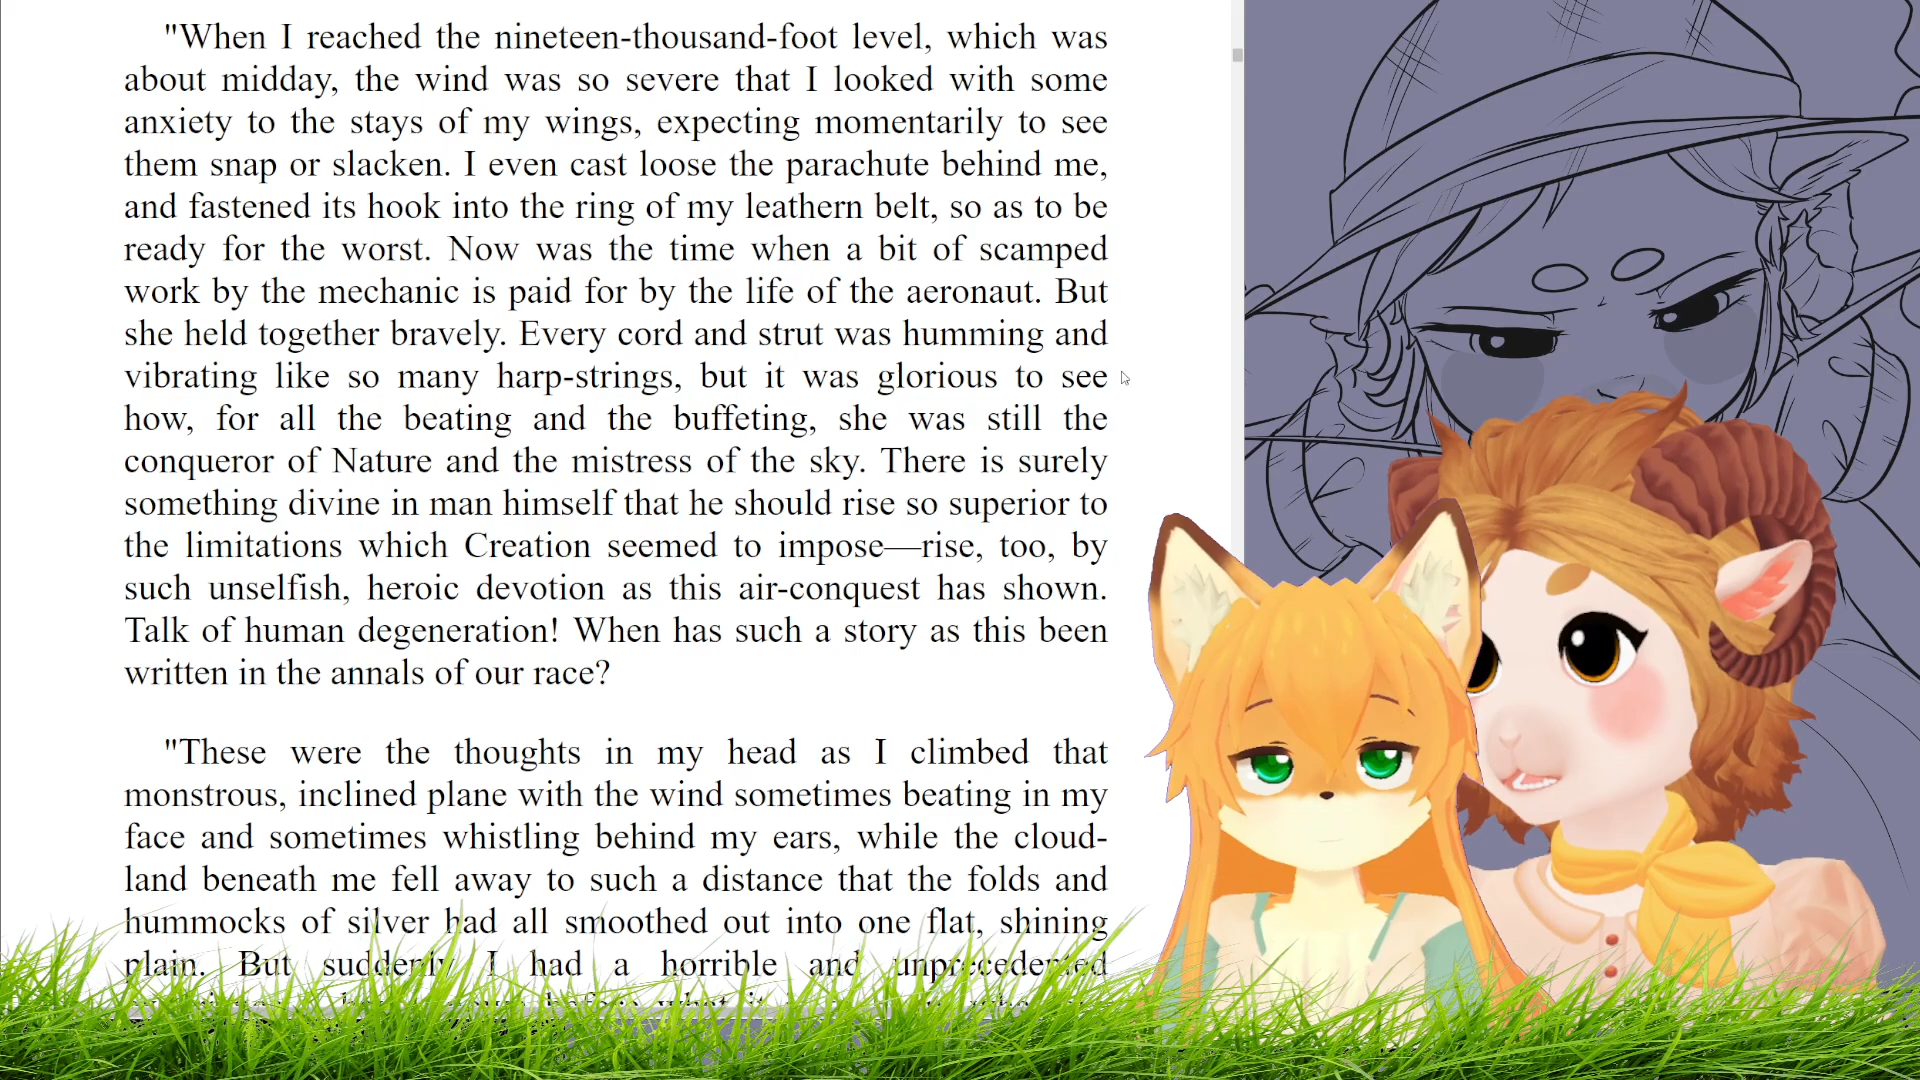 "When I reached the nineteen-thousand-foot level, which was
about midday, the wind was so severe that I looked with some
anxiety to the stays of my wings, expecting momentarily to see
them snap or slacken. I even cast loose the parachute behind me,
and fastened its hook into the ring of my leathern belt, so as to be
ready for the worst. Now was the time when a bit of scamped
work by the mechanic is paid for by the life of the aeronaut. But
she held together bravely. Every cord and strut was humming and
vibrating like so many harp-strings, but it was glorious to see
how, for all the beating and the buffeting, she was still the
conqueror of Nature and the mistress of the sky. There is surely
something divine in man himself that he should rise so superior to
the limitations which Creation seemed to impose—rise, too, by
such unselfish, heroic devotion as this air-conquest has shown.
Talk of human degeneration! When has such a story as this been
written in the annals of our race?
"These were the thoughts in my head as I climbed that
monstrous, inclined plane with the wind sometimes beating in my
face and sometimes whistling behind my ears, while the cloud-
land beneath me fell away to such a distance that the folds and
hummocks of silver had all smoothed out into one flat, shining
plain. But suddenly I had a horrible and unprecedented